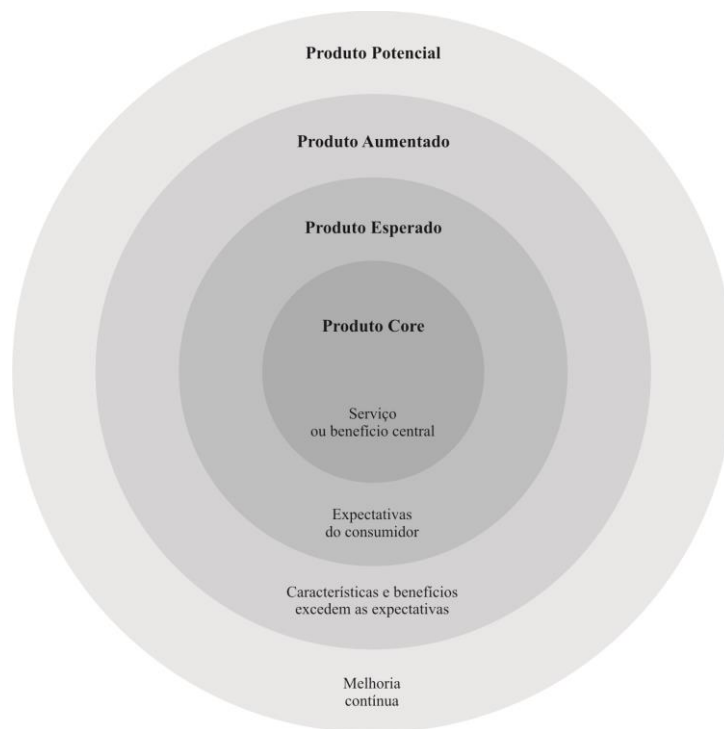 Produto Potencial
Produto Aumentado
Produto Esperado
Produto Core
Serviço
ou benefício central
Expectativas
do consumidor
Características e benefícios
excedem as expectativas
Melhoria
contínua